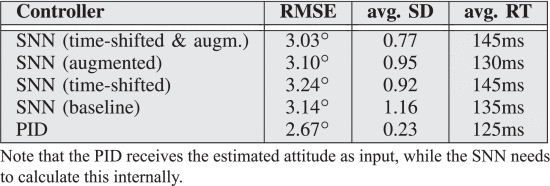 Controller RMSE avg. SD avg. RT
SNN (time-shifted & augm.) 3.03° 0.77 145ms
SNN (augmented) 3.10° 0.95 130ms
SNN (time-shifted) 3.24° 0.92 145ms
SNN (baseline) 3.14° 1.16 135ms
PID 2.67° 0.23 125ms
Note that the PID receives the estimated attitude as input, while the SNN needs
to calculate this internally.